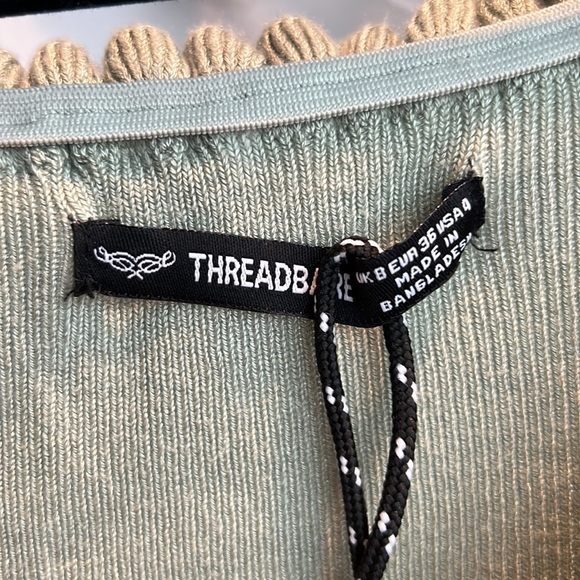 THREADBARE
UK 8 EUR 36 USA 4
MADE IN
BANGLADESH